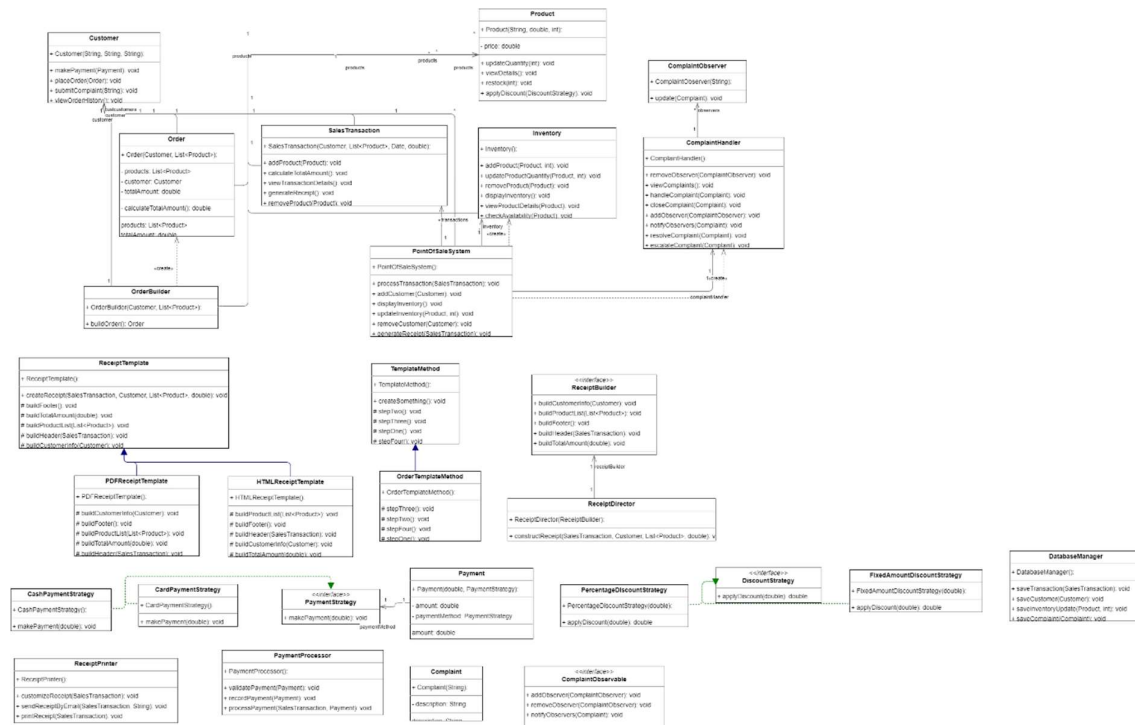 Product
+ Product(String, double, int):
- price: double
+ updateQuantity(int): void
+ viewDetails(): void
+ restock(int): void
+ applyDiscount(DiscountStrategy): void
products
products
products
products
Customer
+ Customer(String, String, String):
+ makePayment(Payment): void
+ placeOrder(Order): void
+ submitComplaint(String): void
+ viewOrderHistory(): void
customer
ComplaintObserver
+ ComplaintObserver(String):
+ update(Complaint): void
observers
Order
+ Order(Customer, List<Product>):
- products: List<Product>
- customer: Customer
- totalAmount: double
- calculateTotalAmount(): double
products: List<Product>
totalAmount: double
SalesTransaction
+ SalesTransaction(Customer, List<Product>, Date, double):
+ addProduct(Product): void
+ calculateTotalAmount(): void
+ viewTransactionDetails(): void
+ generateReceipt(): void
+ removeProduct(Product): void
Inventory
+ Inventory():
+ addProduct(Product, int): void
+ updateProductQuantity(Product, int): void
+ removeProduct(Product): void
+ displayInventory(): void
+ viewProductDetails(Product): void
+ checkAvailability(Product): void
ComplaintHandler
+ ComplaintHandler():
+ removeObserver(ComplaintObserver): void
+ viewComplaints(): void
+ handleComplaint(Complaint): void
+ closeComplaint(Complaint): void
+ addObserver(ComplaintObserver): void
+ notifyObservers(Complaint): void
+ resolveComplaint(Complaint): void
+ escalateComplaint(Complaint): void
transactions
inventory
«create»
«create»
complaintHandler
PointOfSaleSystem
+ PointOfSaleSystem():
+ processTransaction(SalesTransaction): void
+ addCustomer(Customer): void
+ displayInventory(): void
+ updateInventory(Product, int): void
+ removeCustomer(Customer): void
+ generateReceipt(SalesTransaction): void
OrderBuilder
+ OrderBuilder(Customer, List<Product>):
+ buildOrder(): Order
ReceiptTemplate
+ ReceiptTemplate():
+ createReceipt(SalesTransaction, Customer, List<Product>, double): void
# buildFooter(): void
# buildTotalAmount(double): void
# buildProductList(List<Product>): void
# buildHeader(SalesTransaction): void
# buildCustomerInfo(Customer): void
TemplateMethod
+ TemplateMethod():
+ createSomething(): void
# stepTwo(): void
# stepThree(): void
# stepOne(): void
# stepFour(): void
<<interface>>
ReceiptBuilder
+ buildCustomerInfo(Customer): void
+ buildProductList(List<Product>): void
+ buildFooter(): void
+ buildHeader(SalesTransaction): void
+ buildTotalAmount(double): void
receiptBuilder
PDFReceiptTemplate
+ PDFReceiptTemplate():
# buildCustomerInfo(Customer): void
# buildFooter(): void
# buildProductList(List<Product>): void
# buildTotalAmount(double): void
# buildHeader(SalesTransaction): void
HTMLReceiptTemplate
+ HTMLReceiptTemplate():
# buildProductList(List<Product>): void
# buildFooter(): void
# buildHeader(SalesTransaction): void
# buildCustomerInfo(Customer): void
# buildTotalAmount(double): void
OrderTemplateMethod
+ OrderTemplateMethod():
# stepThree(): void
# stepTwo(): void
# stepFour(): void
# stepOne(): void
ReceiptDirector
+ ReceiptDirector(ReceiptBuilder):
+ constructReceipt(SalesTransaction, Customer, List<Product>, double): v
CashPaymentStrategy
+ CashPaymentStrategy():
+ makePayment(double): void
CardPaymentStrategy
+ CardPaymentStrategy():
+ makePayment(double): void
<<interface>>
PaymentStrategy
+ makePayment(double): void
paymentMethod
Payment
+ Payment(double, PaymentStrategy):
- amount: double
- paymentMethod: PaymentStrategy
amount: double
PercentageDiscountStrategy
+ PercentageDiscountStrategy(double):
+ applyDiscount(double): double
<<interface>>
DiscountStrategy
+ applyDiscount(double): double
FixedAmountDiscountStrategy
+ FixedAmountDiscountStrategy(double):
+ applyDiscount(double): double
DatabaseManager
+ DatabaseManager():
+ saveTransaction(SalesTransaction): void
+ saveCustomer(Customer): void
+ saveInventoryUpdate(Product, int): void
+ saveComplaint(Complaint): void
ReceiptPrinter
+ ReceiptPrinter():
+ customizeReceipt(SalesTransaction): void
+ sendReceiptByEmail(SalesTransaction, String): void
+ printReceipt(SalesTransaction): void
PaymentProcessor
+ PaymentProcessor():
+ validatePayment(Payment): void
+ recordPayment(Payment): void
+ processPayment(SalesTransaction, Payment): void
Complaint
+ Complaint(String)
- description: String
<<interface>>
ComplaintObservable
+ addObserver(ComplaintObserver): void
+ removeObserver(ComplaintObserver): void
+ notifyObservers(Complaint): void